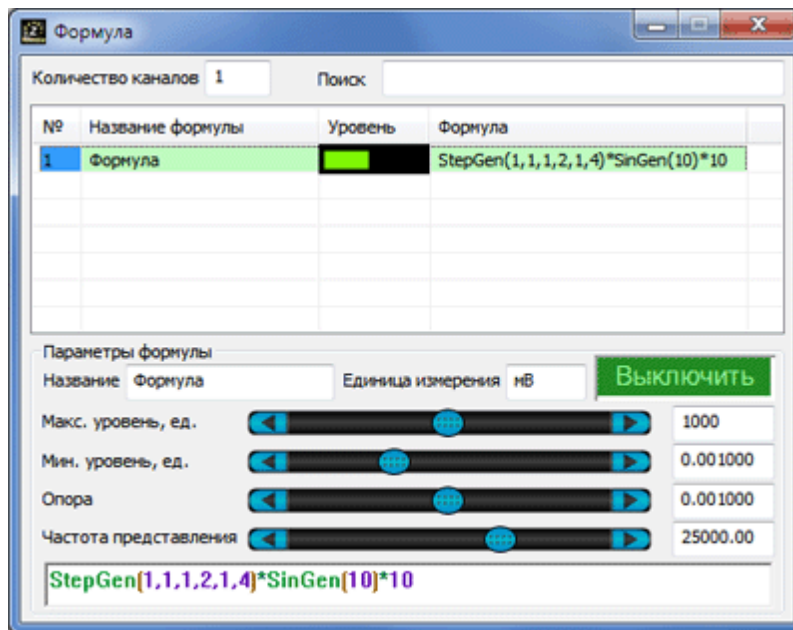 Формула
Количество каналов 1 Поиск
№ Название формулы Уровень Формула
1 Формула StepGen(1,1,1,2,1,4)*SinGen(10)*10
Параметры формулы
Название Формула Единица измерения мВ Выключить
Макс. уровень, ед. 1000
Мин. уровень, ед. 0.001000
Опора 0.001000
Частота представления 25000.00
StepGen(1,1,1,2,1,4)*SinGen(10)*10